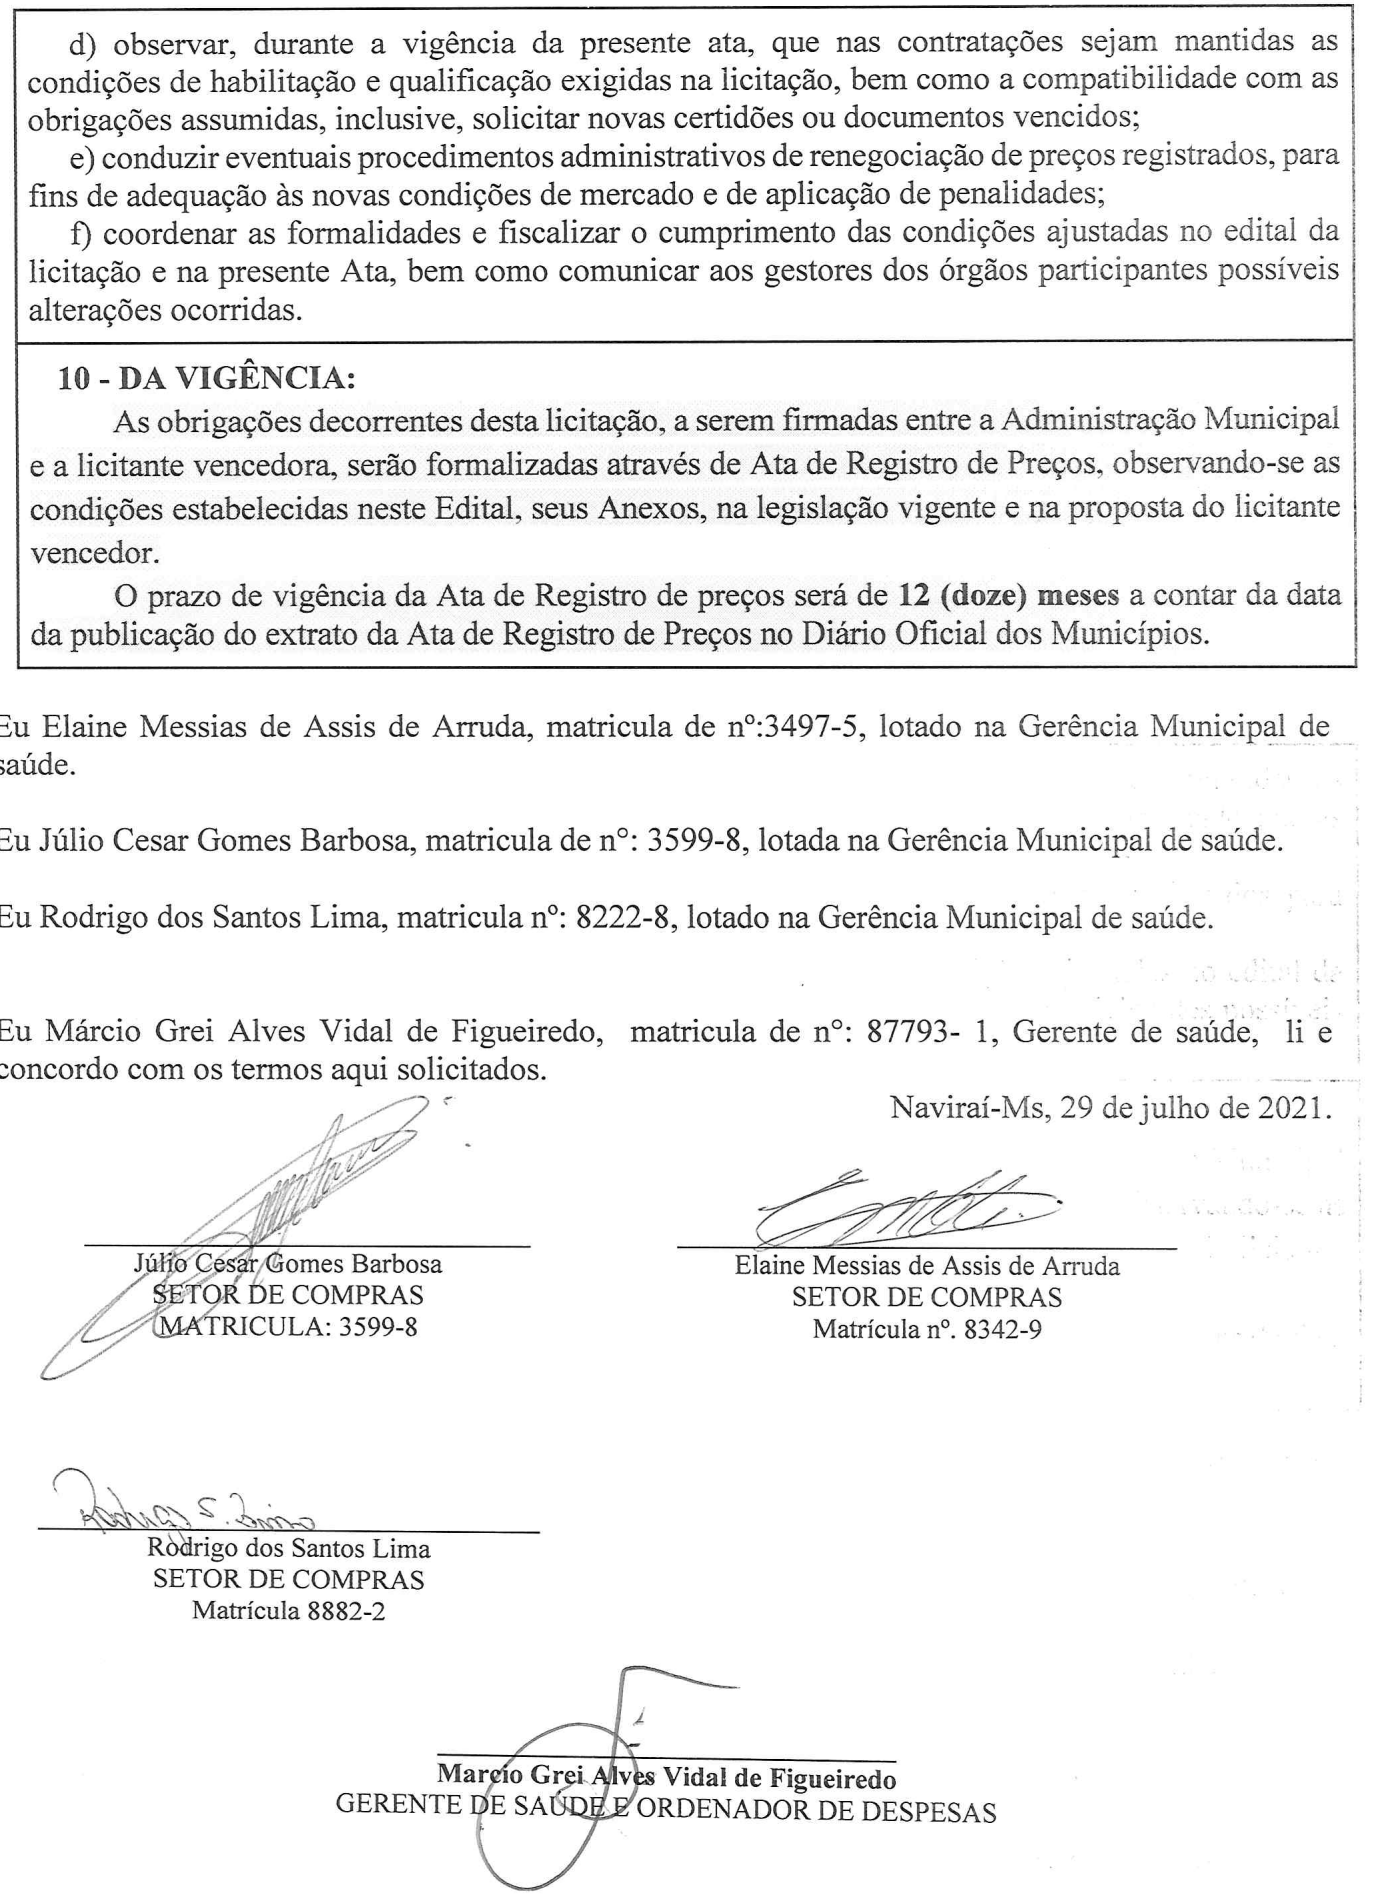 d) observar, durante a vigência da presente ata, que nas contratações sejam mantidas as
condições de habilitação e qualificação exigidas na licitação, bem como a compatibilidade com as
obrigações assumidas, inclusive, solicitar novas certidões ou documentos vencidos;
e) conduzir eventuais procedimentos administrativos de renegociação de preços registrados, para
fins de adequação às novas condições de mercado e de aplicação de penalidades;
f) coordenar as formalidades e fiscalizar o cumprimento das condições ajustadas no edital da
licitação e na presente Ata, bem como comunicar aos gestores dos órgãos participantes possíveis
alterações ocorridas.
10 - DA VIGÊNCIA:
As obrigações decorrentes desta licitação, a serem firmadas entre a Administração Municipal
e a licitante vencedora, serão formalizadas através de Ata de Registro de Preços, observando-se as
condições estabelecidas neste Edital, seus Anexos, na legislação vigente e na proposta do licitante
vencedor.
O prazo de vigência da Ata de Registro de preços será de 12 (doze) meses a contar da data
da publicação do extrato da Ata de Registro de Preços no Diário Oficial dos Municípios.
Eu Elaine Messias de Assis de Arruda, matricula de nº:3497-5, lotado na Gerência Municipal de
saúde.
Eu Júlio Cesar Gomes Barbosa, matricula de n°: 3599-8, lotada na Gerência Municipal de saúde.
Eu Rodrigo dos Santos Lima, matricula nº: 8222-8, lotado na Gerência Municipal de saúde.
Eu Márcio Grei Alves Vidal de Figueiredo, matricula de n°: 87793- 1, Gerente de saúde, li e
concordo com os termos aqui solicitados.
Naviraí-Ms, 29 de julho de 2021.
Júlio Cesar Gomes Barbosa
SETOR DE COMPRAS
MATRICULA: 3599-8
Elaine Messias de Assis de Arruda
SETOR DE COMPRAS
Matrícula nº. 8342-9
Rodrigo S. Lima
Rodrigo dos Santos Lima
SETOR DE COMPRAS
Matrícula 8882-2
Marcio Grei Alves Vidal de Figueiredo
GERENTE DE SAÚDE E ORDENADOR DE DESPESAS